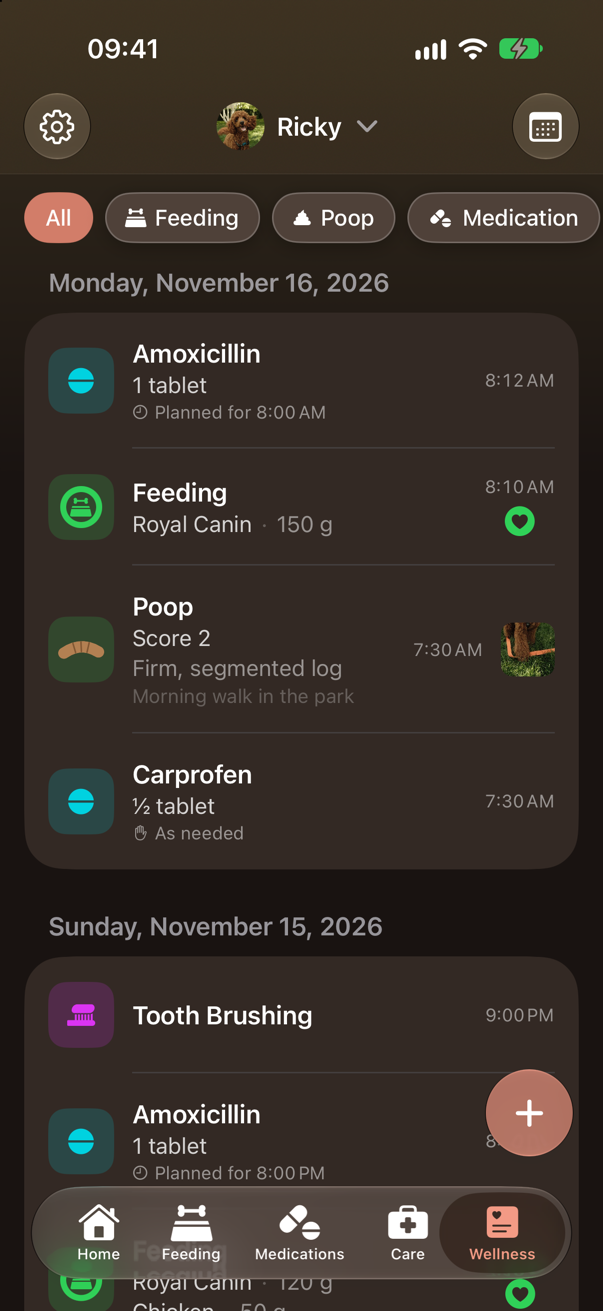 09:41
Ricky
All
Feeding
Poop
Medication
Monday, November 16, 2026
Amoxicillin
1 tablet
8:12 AM
Planned for 8:00 AM
Feeding
8:10 AM
Royal Canin · 150 g
Poop
Score 2
7:30 AM
Firm, segmented log
Morning walk in the park
Carprofen
½ tablet
7:30 AM
As needed
Sunday, November 15, 2026
Tooth Brushing
9:00 PM
Amoxicillin
1 tablet
Planned for 8:00 PM
Home
Feeding
Medications
Care
Wellness
Royal Canin · 120 g
Chicken · 50 g